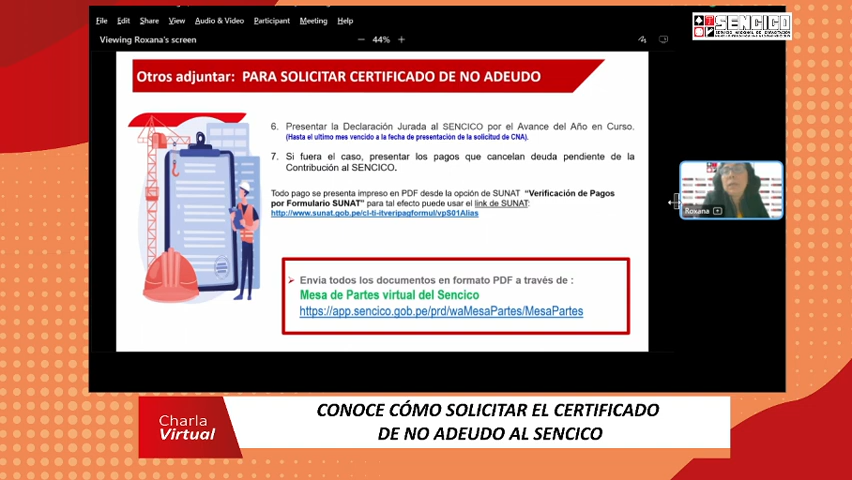 File Edit Share View Audio & Video Participant Meeting Help
Viewing Roxana's screen
44%
SENCICO
Otros adjuntar: PARA SOLICITAR CERTIFICADO DE NO ADEUDO
6. Presentar la Declaración Jurada al SENCICO por el Avance del Año en Curso.
(Hasta el ultimo mes vencido a la fecha de presentación de la solicitud de CNA).
7. Si fuera el caso, presentar los pagos que cancelan deuda pendiente de la
Contribución al SENCICO.
Todo pago se presenta impreso en PDF desde la opción de SUNAT "Verificación de Pagos
por Formulario SUNAT" para tal efecto puede usar el link de SUNAT:
http://www.sunat.gob.pe/cl-ti-itveripagformul/vpS01Alias
Roxana
Envia todos los documentos en formato PDF a través de :
Mesa de Partes virtual del Sencico
https://app.sencico.gob.pe/prd/waMesaPartes/MesaPartes
Charla
Virtual
CONOCE CÓMO SOLICITAR EL CERTIFICADO
DE NO ADEUDO AL SENCICO